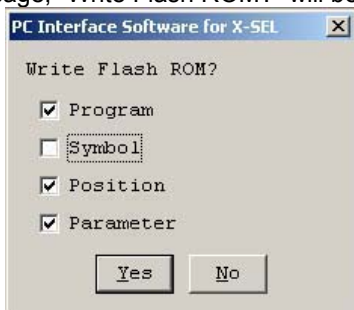 PC Interface Software for X-SEL
Write Flash ROM?
Program
Symbol
Position
Parameter
Yes No